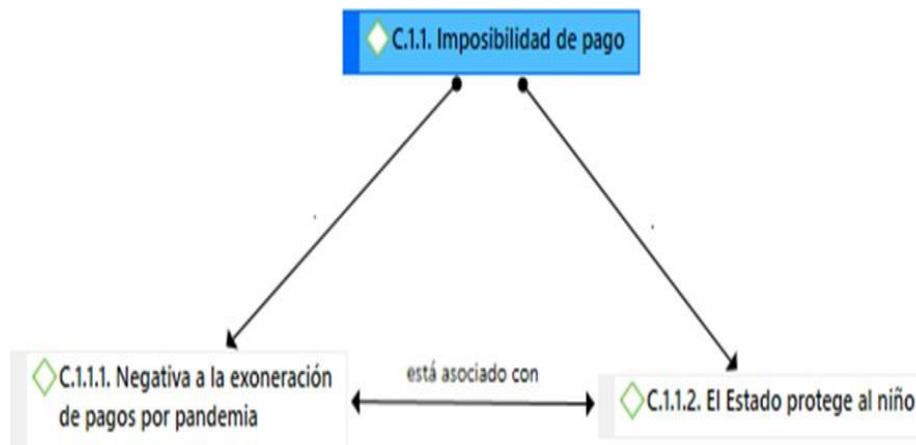 C.1.1. Imposibilidad de pago
C.1.1.1. Negativa a la exoneración
de pagos por pandemia
está asociado con
C.1.1.2. El Estado protege al niño